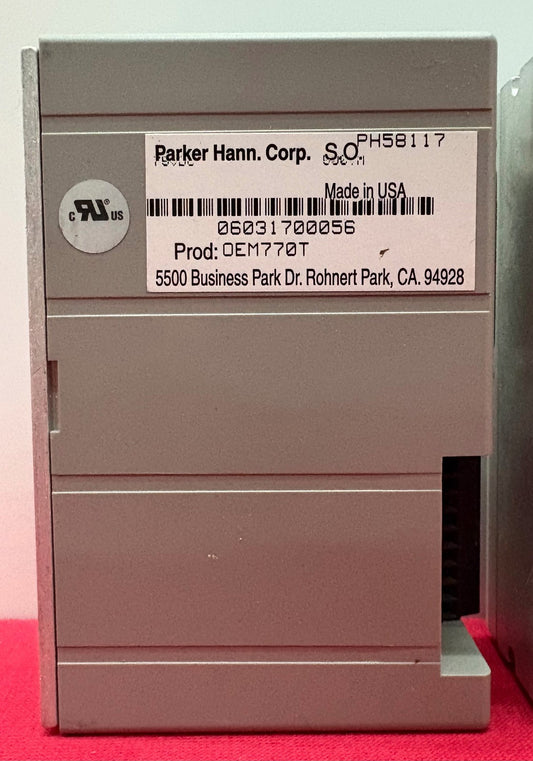 Parker Hann. Corp. S.O. PH58117
Made in USA
06031700056
C RU ® US
Prod: OEM770T
5500 Business Park Dr. Rohnert Park, CA. 94928